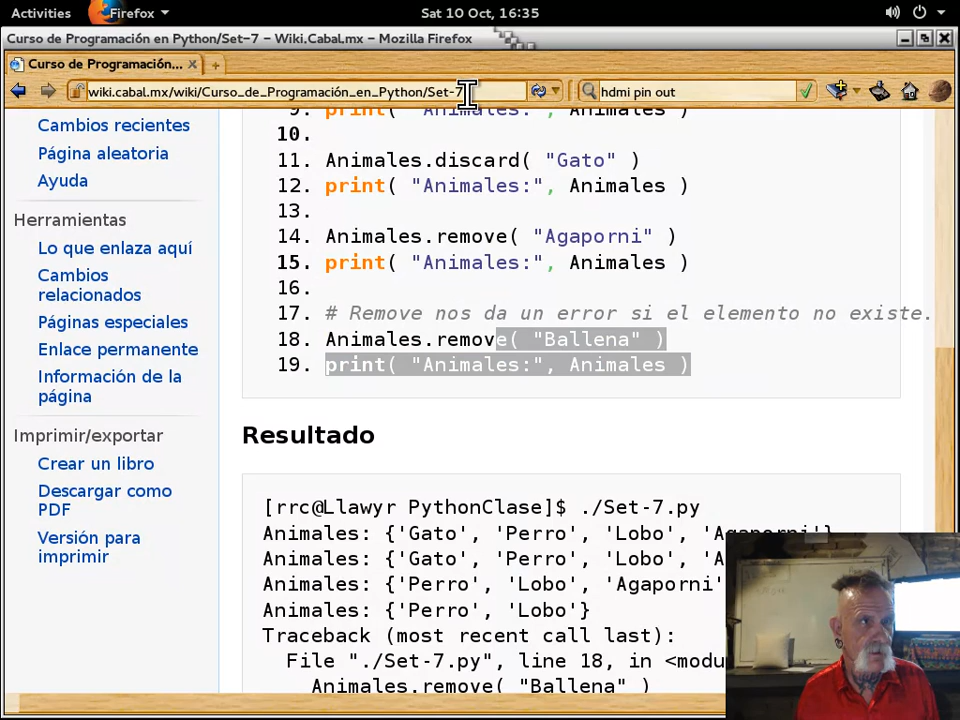 Activities Firefox Sat 10 Oct, 16:35
Curso de Programación en Python/Set-7 – Wiki.Cabal.mx – Mozilla Firefox
Curso de Programación...
wiki.cabal.mx/wiki/Curso_de_Programación_en_Python/Set-7 hdmi pin out
Cambios recientes
Página aleatoria
Ayuda
Herramientas
Lo que enlaza aquí
Cambios
relacionados
Páginas especiales
Enlace permanente
Información de la
página
Imprimir/exportar
Crear un libro
Descargar como
PDF
Versión para
imprimir
9. print( "Animales:", Animales )
10.
11. Animales.discard( "Gato" )
12. print( "Animales:", Animales )
13.
14. Animales.remove( "Agaporni" )
15. print( "Animales:", Animales )
16.
17. # Remove nos da un error si el elemento no existe.
18. Animales.remove( "Ballena" )
19. print( "Animales:", Animales )
Resultado
[rrc@Llawyr PythonClase]$ ./Set-7.py
Animales: {'Gato', 'Perro', 'Lobo', 'Agaporni'}
Animales: {'Gato', 'Perro', 'Lobo', 'A
Animales: {'Perro', 'Lobo', 'Agaporni'
Animales: {'Perro', 'Lobo'}
Traceback (most recent call last):
File "./Set-7.py", line 18, in <modu
Animales.remove( "Ballena" )